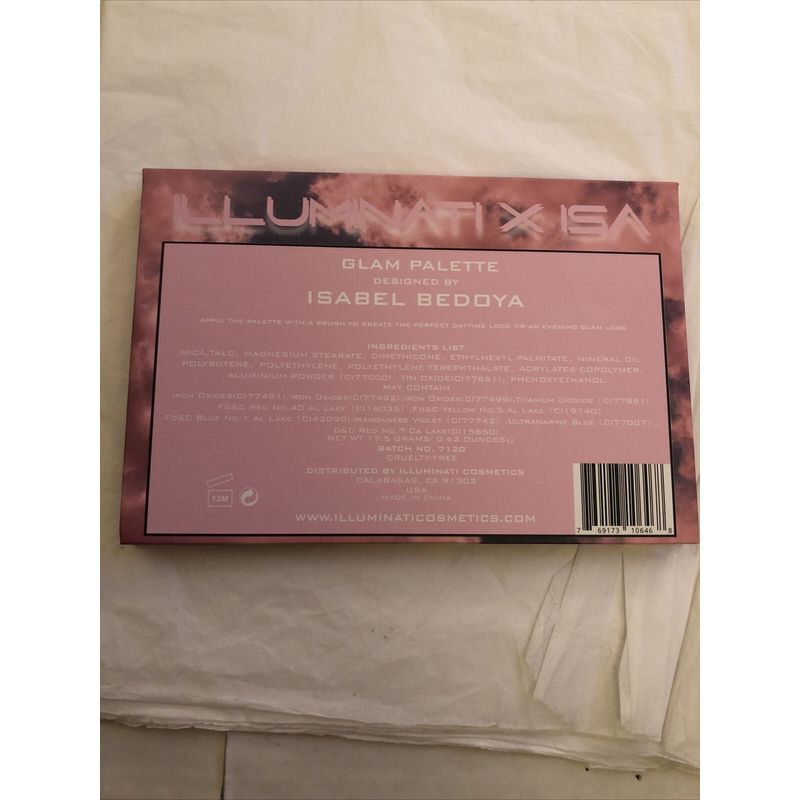 ILLUMINATI X ISA
GLAM PALETTE
DESIGNED BY
ISABEL BEDOYA
APPLY THE PALETTE WITH A BRUSH TO CREATE THE PERFECT DAYTIME LOOK OR AN EVENING GLAM LOOK
INGREDIENTS LIST
MICA,TALC, MAGNESIUM STEARATE, DIMETHICONE, ETHYLHEXYL PALMITATE, MINERAL OIL,
POLYBUTENE, POLYETHYLENE, POLYETHYLENE TEREPHTHALATE, ACRYLATES COPOLYMER,
ALUMINIUM POWDER (CI77000), TIN OXIDE(CI77861), PHENOXYETHANOL
MAY CONTAIN
IRON OXIDES(CI77491),IRON OXIDES(CI77492),IRON OXIDES(CI77499),TITANIUM DIOXIDE (CI77891),
FD&C RED NO.40 AL LAKE (CI16035) ,FD&C YELLOW NO.5 AL LAKE (CI19140) ,
FD&C BLUE NO.1 AL LAKE (CI42090),MANGANESE VIOLET (CI77742) ,ULTRAMARINE BLUE (CI77007) ,
D&C RED NO.7 CA LAKE(CI15850)
NET WT 17.5 GRAMS: 0.63 OUNCES()
BATCH NO. 7120
CRUELTY-FREE
DISTRIBUTED BY ILLUMINATI COSMETICS
CALABASAS, CA 91302
USA
MADE IN CHINA
12M
WWW.ILLUMINATICOSMETICS.COM
7 69173 10646 8